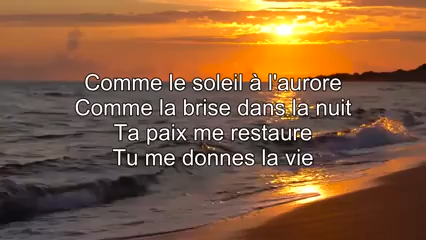 Comme le soleil à l'aurore
Comme la brise dans la nuit
Ta paix me restaure
Tu me donnes la vie